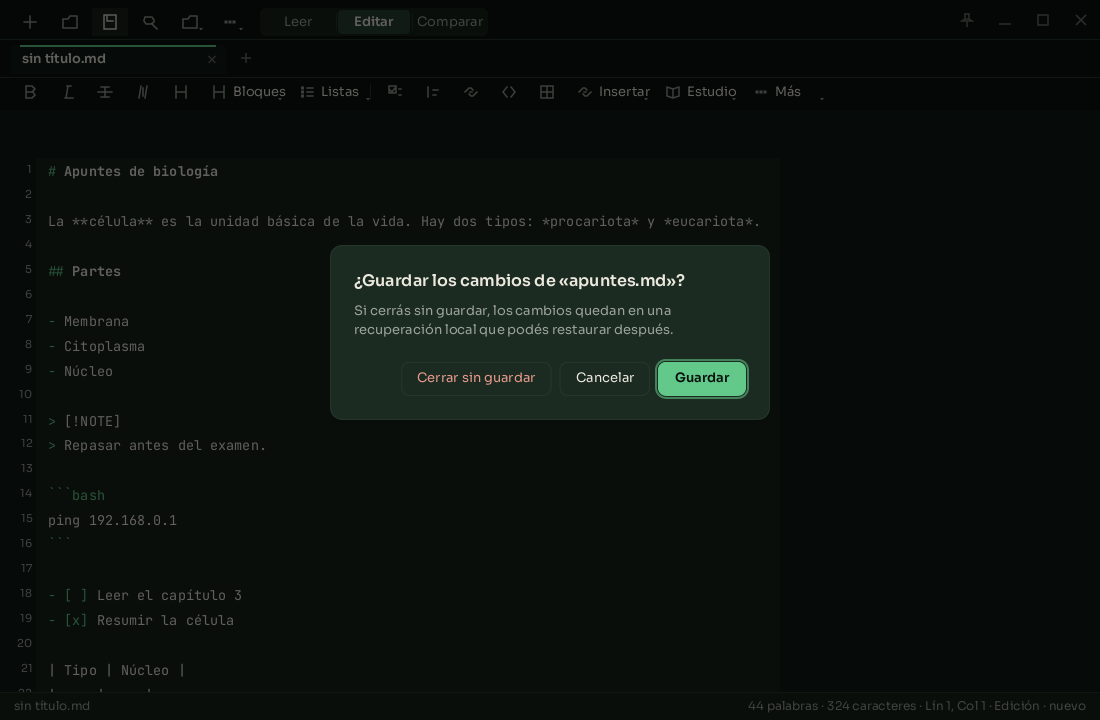 Leer Editar Comparar
sin título.md
Bloques Listas Insertar Estudio Más
1 # Apuntes de biología
2
3 La **célula** es la unidad básica de la vida. Hay dos tipos: *procariota* y *eucariota*.
4
5 ## Partes
6
7 - Membrana
8 - Citoplasma
9 - Núcleo
10
11 > [!NOTE]
12 > Repasar antes del examen.
13
14 ```bash
15 ping 192.168.0.1
16 ```
17
18 - [ ] Leer el capítulo 3
19 - [x] Resumir la célula
20
21 | Tipo | Núcleo |
¿Guardar los cambios de «apuntes.md»?
Si cerrás sin guardar, los cambios quedan en una
recuperación local que podés restaurar después.
Cerrar sin guardar Cancelar Guardar
sin título.md 44 palabras · 324 caracteres · Lín 1, Col 1 · Edición · nuevo